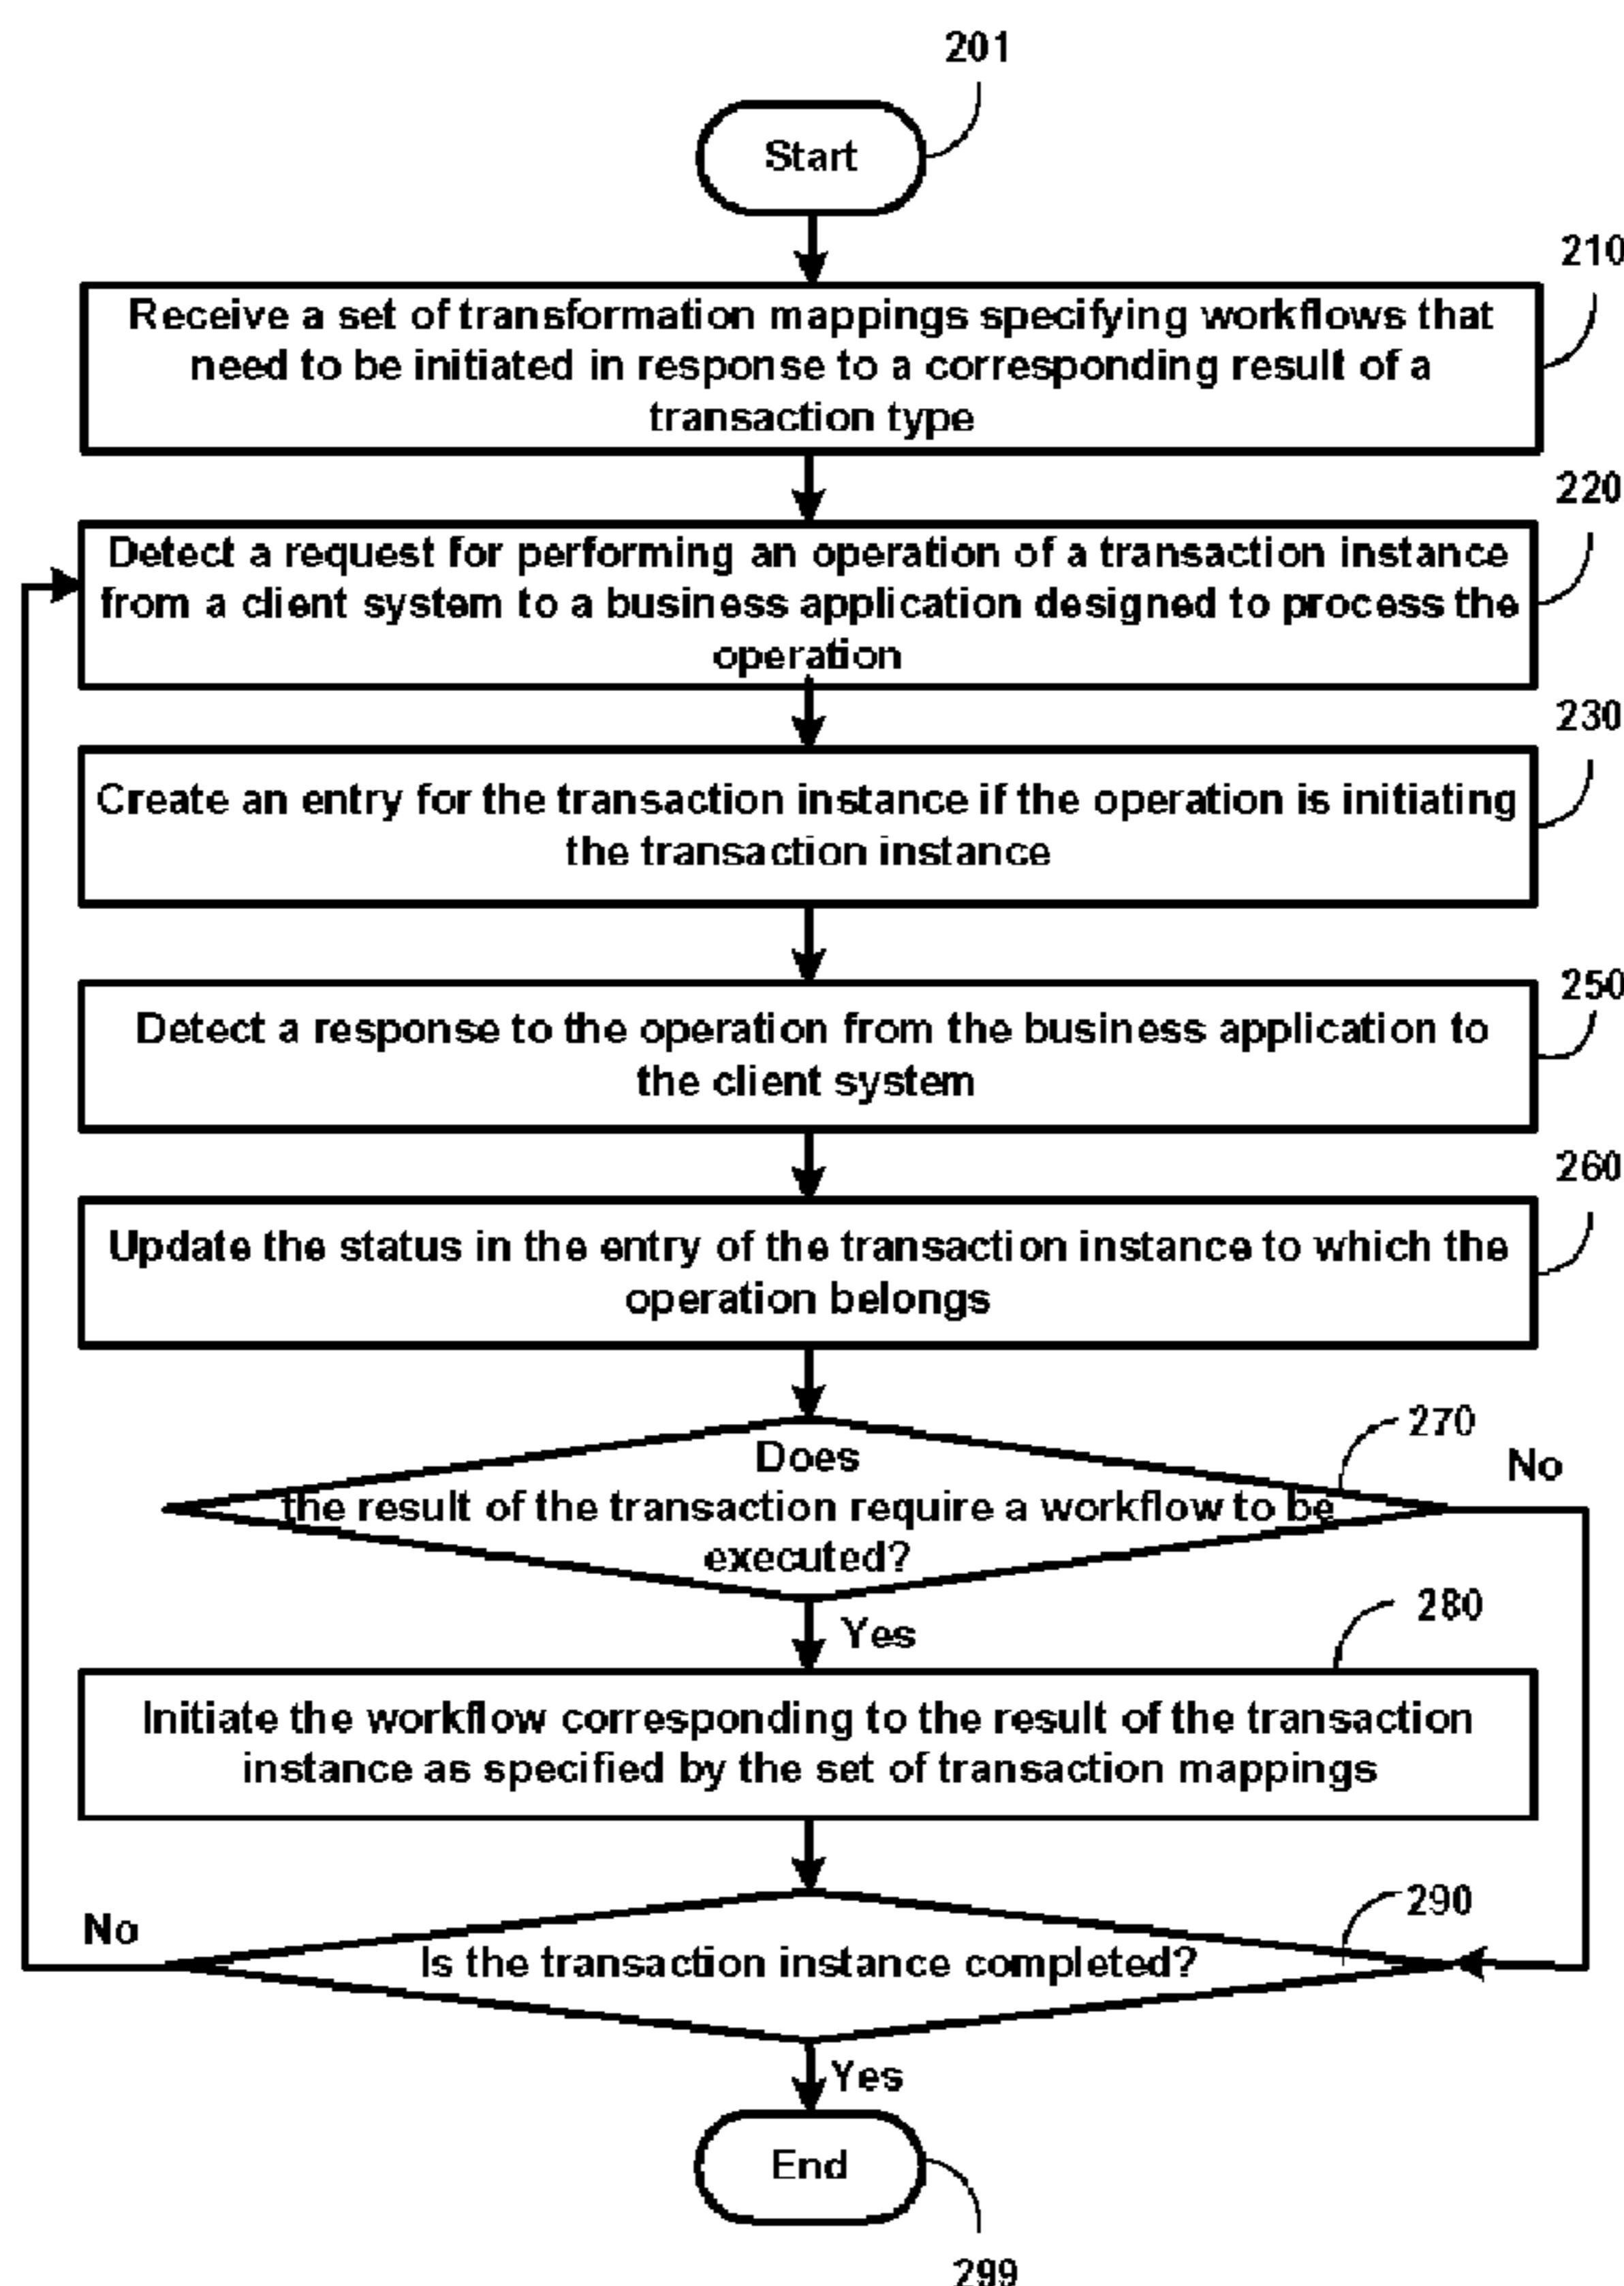 201
Start
210
Receive a set of transformation mappings specifying workflows that
need to be initiated in response to a corresponding result of a
transaction type
220
Detect a request for performing an operation of a transaction instance
from a client system to a business application designed to process the
operation
230
Create an entry for the transaction instance if the operation is initiating
the transaction instance
250
Detect a response to the operation from the business application to
the client system
260
Update the status in the entry of the transaction instance to which the
operation belongs
270
No
Does
the result of the transaction require a workflow to be
executed?
Yes
280
Initiate the workflow corresponding to the result of the transaction
instance as specified by the set of transaction mappings
290
No
Is the transaction instance completed?
Yes
End
299